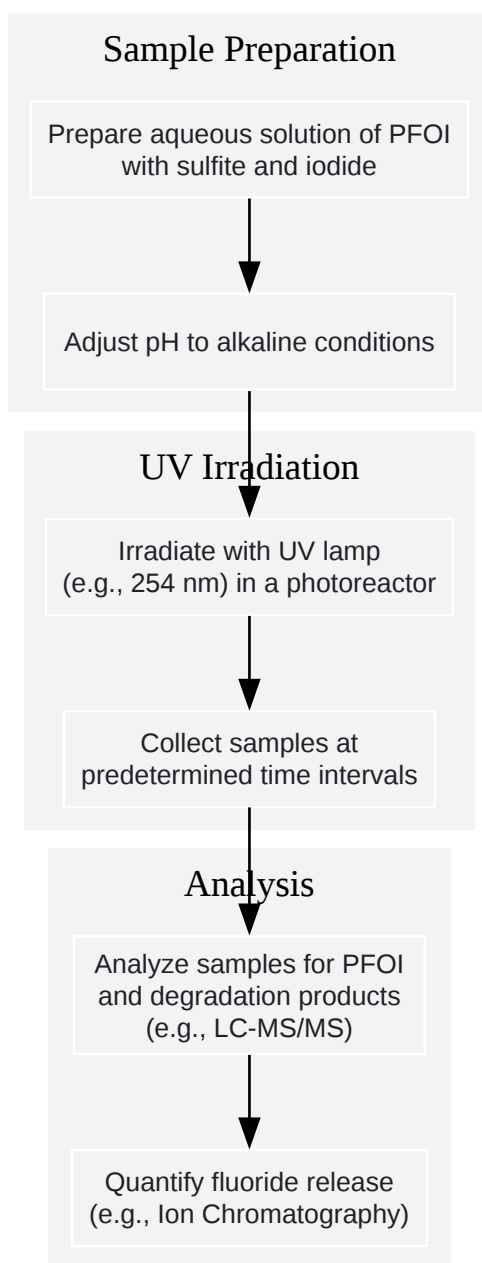 Sample Preparation
Prepare aqueous solution of PFOI
with sulfite and iodide
Adjust pH to alkaline conditions
UV Irradiation
Irradiate with UV lamp
(e.g., 254 nm) in a photoreactor
Collect samples at
predetermined time intervals
Analysis
Analyze samples for PFOI
and degradation products
(e.g., LC-MS/MS)
Quantify fluoride release
(e.g., Ion Chromatography)